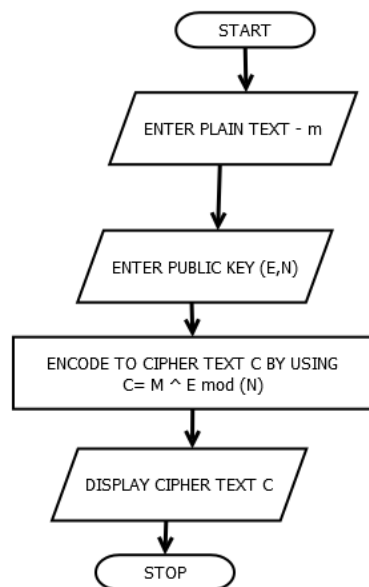 START
ENTER PLAIN TEXT - m
ENTER PUBLIC KEY (E,N)
ENCODE TO CIPHER TEXT C BY USING
C= M ^ E mod (N)
DISPLAY CIPHER TEXT C
STOP